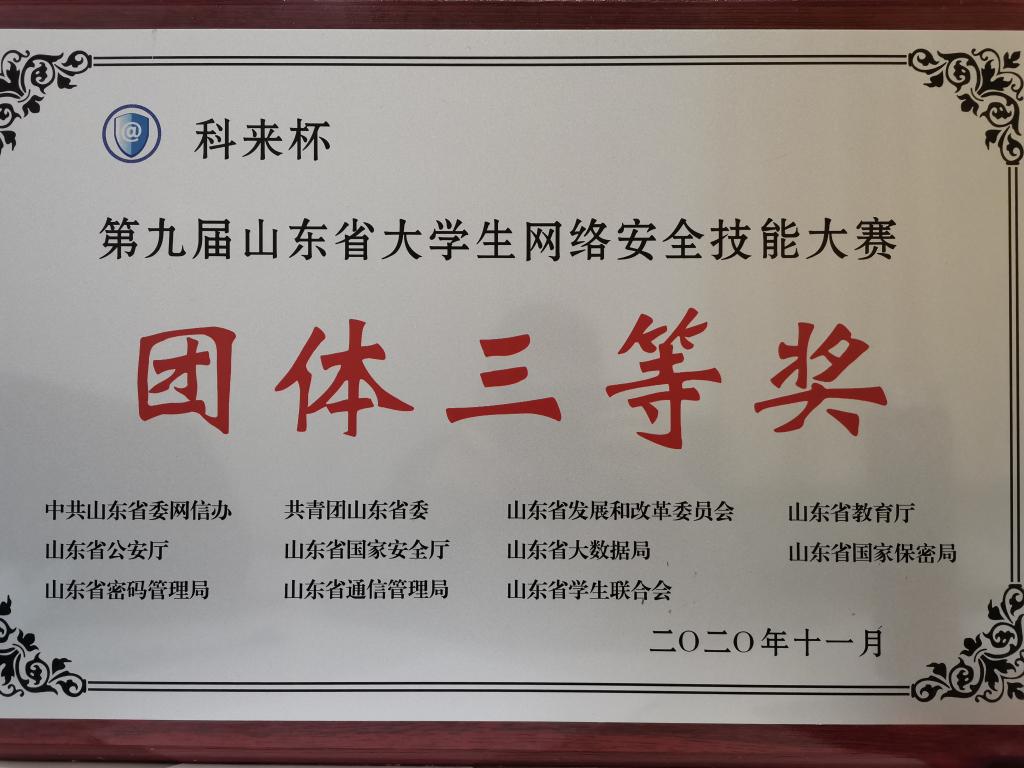 @
科来杯
第九届山东省大学生网络安全技能大赛
团体三等奖
中共山东省委网信办 共青团山东省委 山东省发展和改革委员会 山东省教育厅
山东省公安厅 山东省国家安全厅 山东省大数据局 山东省国家保密局
山东省密码管理局 山东省通信管理局 山东省学生联合会
二〇二〇年十一月